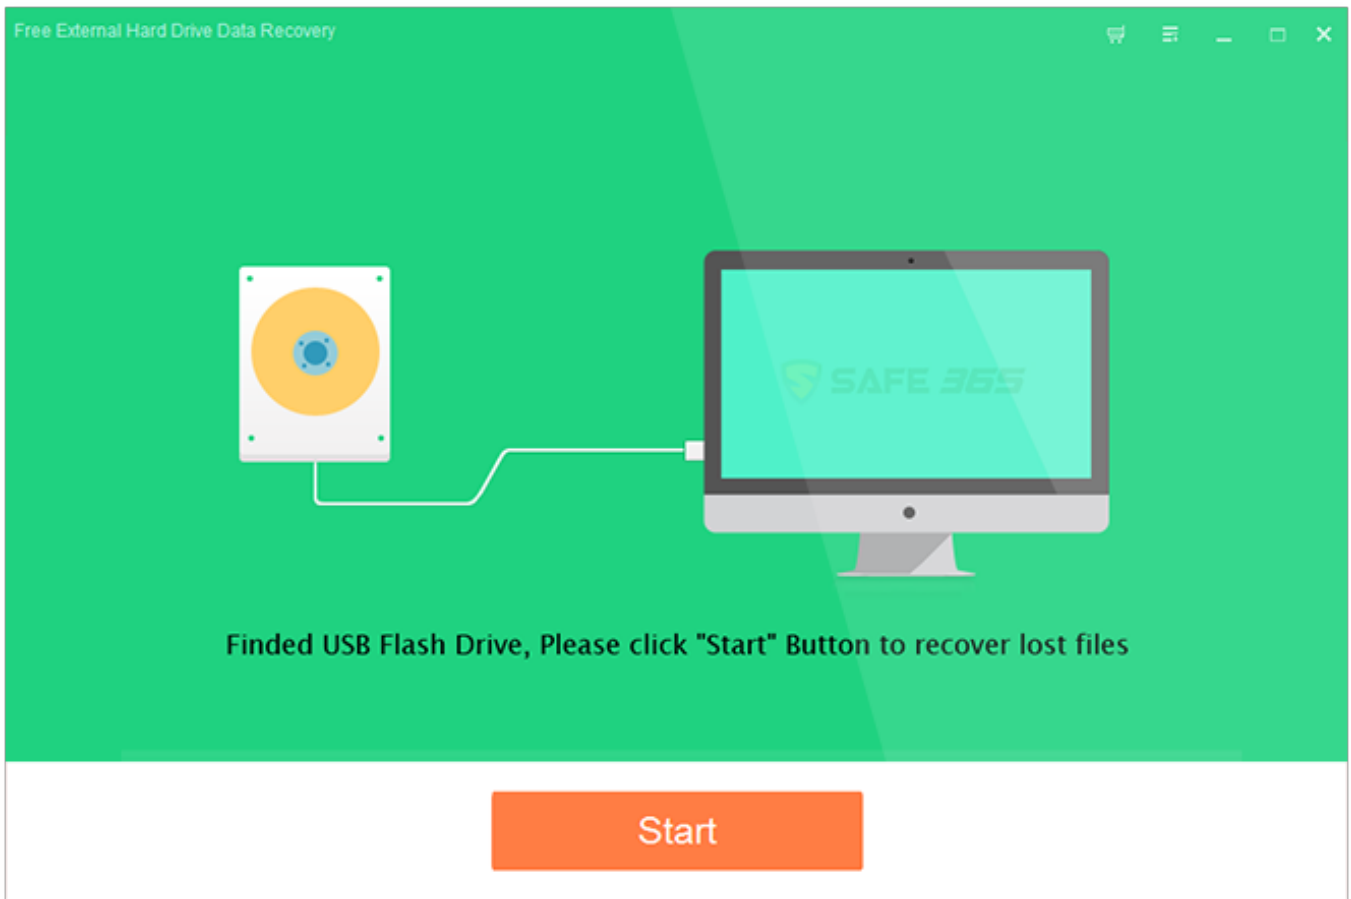 Free External Hard Drive Data Recovery
SAFE 365
Finded USB Flash Drive, Please click "Start" Button to recover lost files
Start